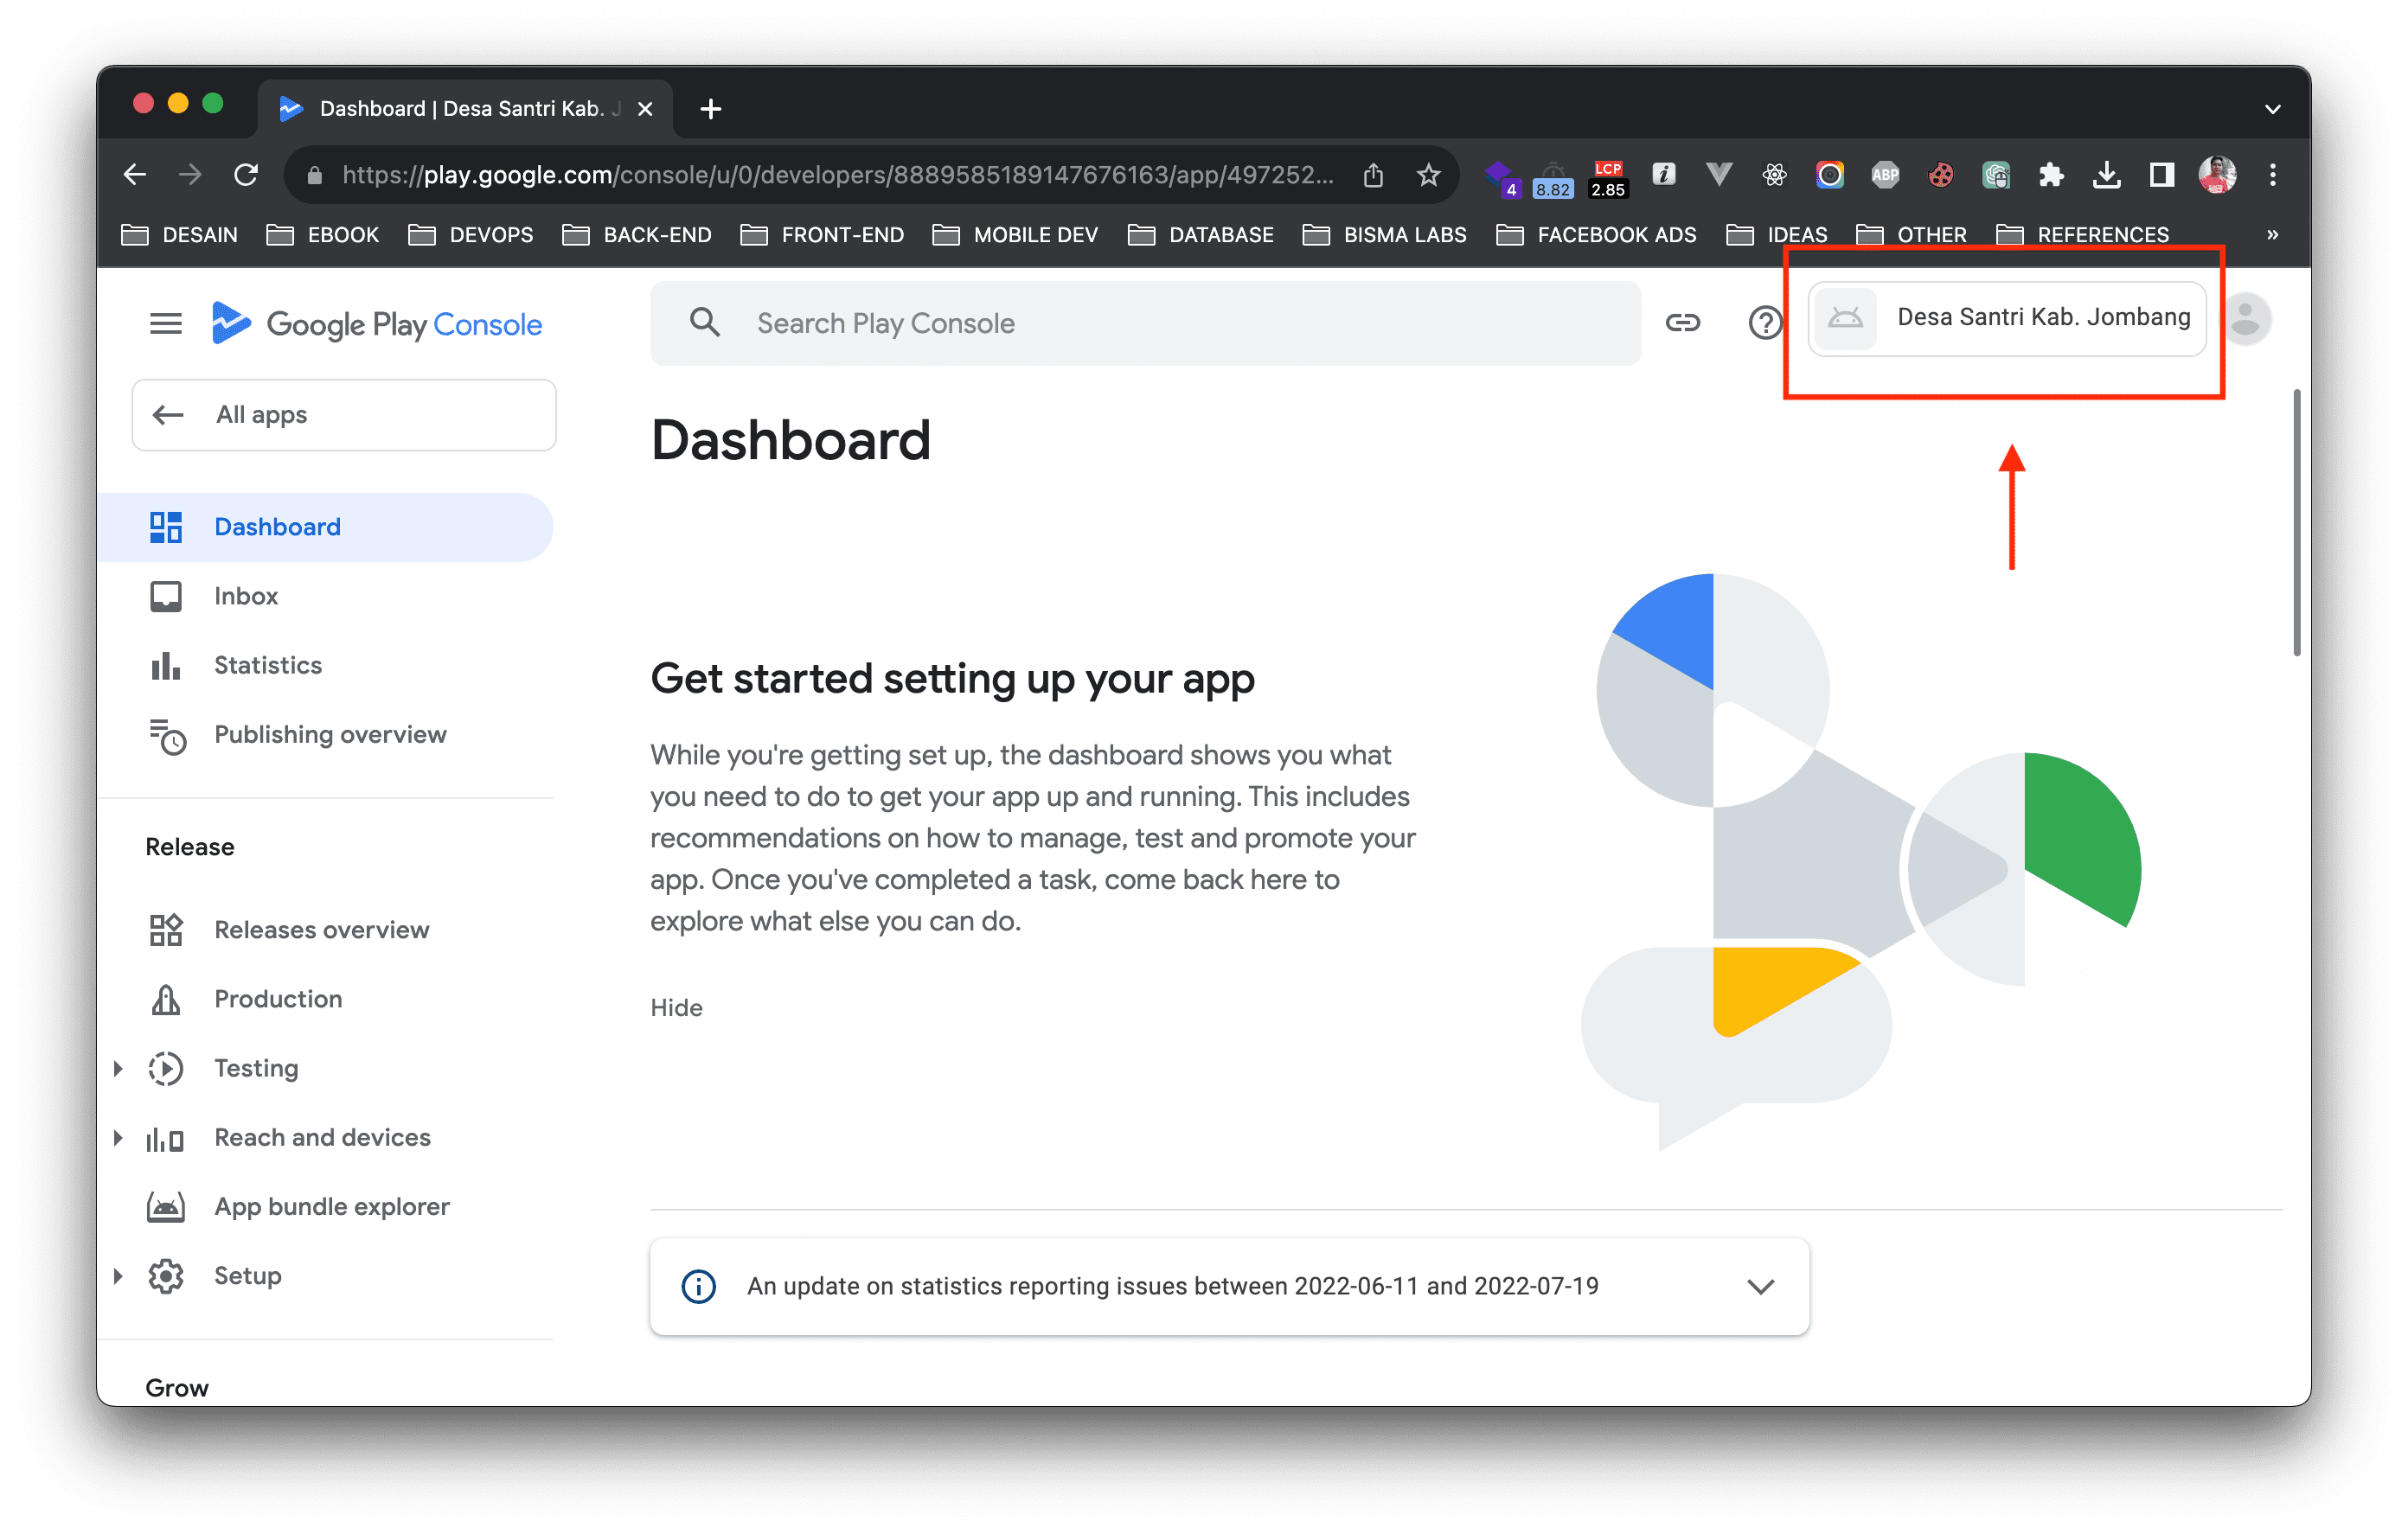 Dashboard | Desa Santri Kab. J
https://play.google.com/console/u/0/developers/8889585189147676163/app/497252...
4
8.82
LCP
2.85
i
ABP
DESAIN
EBOOK
DEVOPS
BACK-END
FRONT-END
MOBILE DEV
DATABASE
BISMA LABS
FACEBOOK ADS
IDEAS
OTHER
REFERENCES
»
Google Play Console
Search Play Console
Desa Santri Kab. Jombang
All apps
Dashboard
Inbox
Statistics
Publishing overview
Release
Releases overview
Production
Testing
Reach and devices
App bundle explorer
Setup
Grow
Dashboard
Get started setting up your app
While you're getting set up, the dashboard shows you what
you need to do to get your app up and running. This includes
recommendations on how to manage, test and promote your
app. Once you've completed a task, come back here to
explore what else you can do.
Hide
An update on statistics reporting issues between 2022-06-11 and 2022-07-19